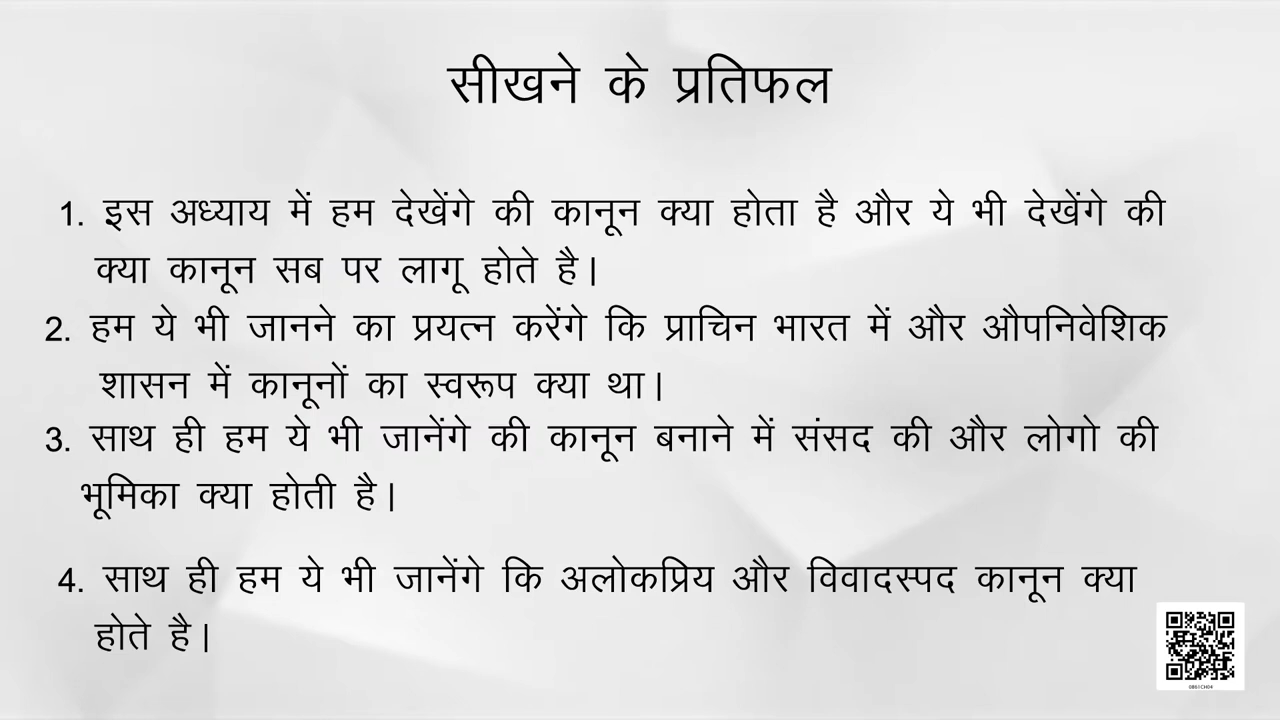 सीखने के प्रतिफल
1. इस अध्याय में हम देखेंगे की कानून क्या होता है और ये भी देखेंगे की
क्या कानून सब पर लागू होते है।
2. हम ये भी जानने का प्रयत्न करेंगे कि प्राचिन भारत में और औपनिवेशिक
शासन में कानूनों का स्वरूप क्या था।
3. साथ ही हम ये भी जानेंगे की कानून बनाने में संसद की और लोगो की
भूमिका क्या होती है।
4. साथ ही हम ये भी जानेंगे कि अलोकप्रिय और विवादस्पद कानून क्या
होते है।
0861CH04